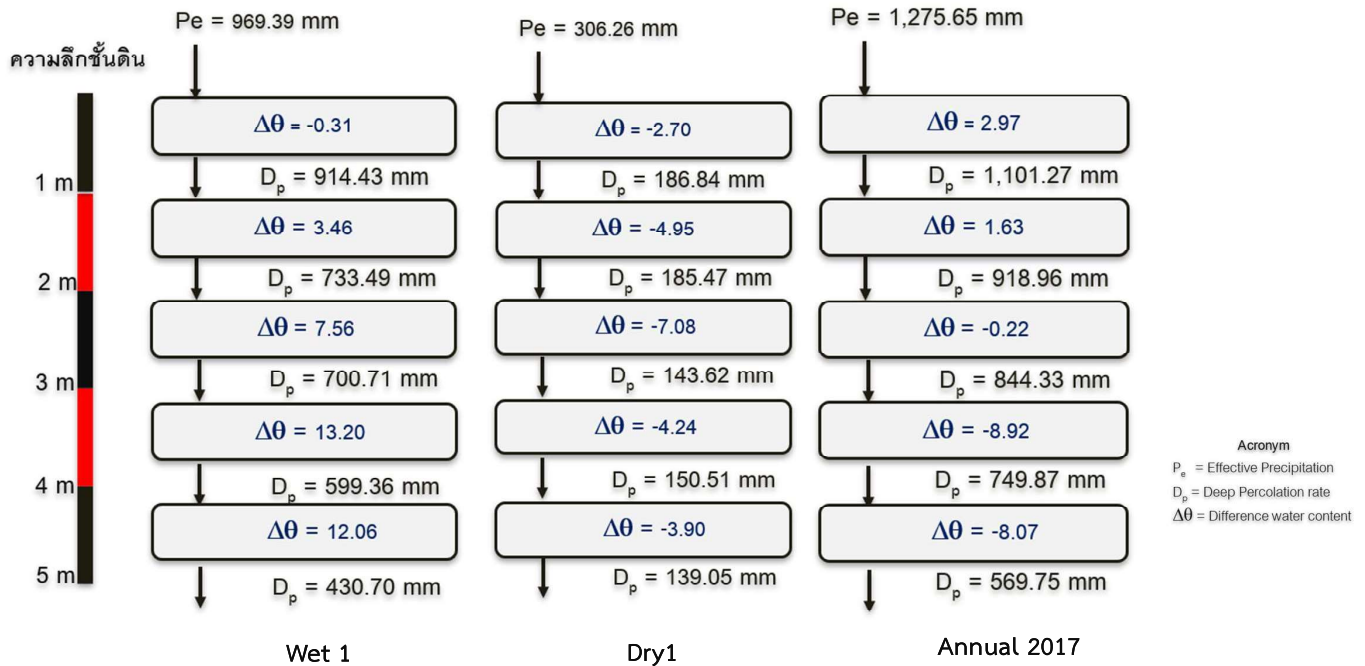 ความลึกชั้นดิน
1 m
2 m
3 m
4 m
5 m
Pe = 969.39 mm
Δθ = -0.31
Dp = 914.43 mm
Δθ = 3.46
Dp = 733.49 mm
Δθ = 7.56
Dp = 700.71 mm
Δθ = 13.20
Dp = 599.36 mm
Δθ = 12.06
Dp = 430.70 mm
Wet 1
Pe = 306.26 mm
Δθ = -2.70
Dp = 186.84 mm
Δθ = -4.95
Dp = 185.47 mm
Δθ = -7.08
Dp = 143.62 mm
Δθ = -4.24
Dp = 150.51 mm
Δθ = -3.90
Dp = 139.05 mm
Dry1
Pe = 1,275.65 mm
Δθ = 2.97
Dp = 1,101.27 mm
Δθ = 1.63
Dp = 918.96 mm
Δθ = -0.22
Dp = 844.33 mm
Δθ = -8.92
Dp = 749.87 mm
Δθ = -8.07
Dp = 569.75 mm
Annual 2017
Acronym
Pe = Effective Precipitation
Dp = Deep Percolation rate
Δθ = Difference water content